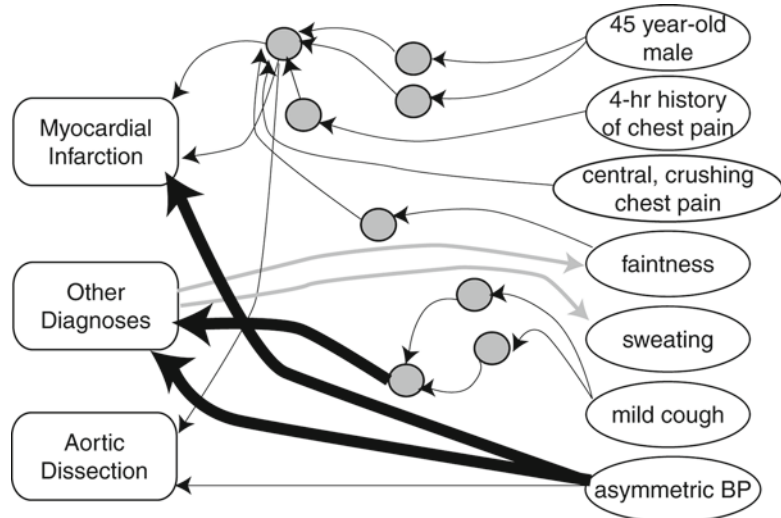 45 year-old
male
4-hr history
of chest pain
Myocardial
Infarction
central, crushing
chest pain
faintness
Other
Diagnoses
sweating
mild cough
Aortic
Dissection
asymmetric BP